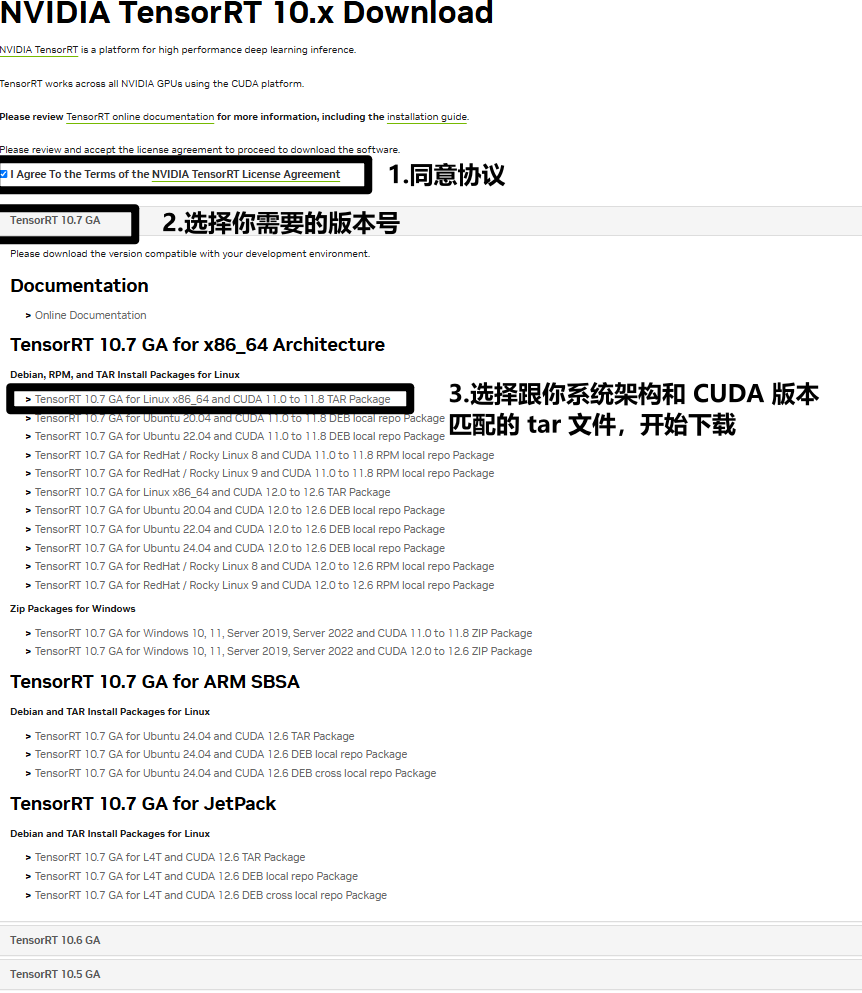 NVIDIA TensorRT 10.x Download
NVIDIA TensorRT is a platform for high performance deep learning inference.
TensorRT works across all NVIDIA GPUs using the CUDA platform.
Please review TensorRT online documentation for more information, including the installation guide.
Please review and accept the license agreement to proceed to download the software.
I Agree To the Terms of the NVIDIA TensorRT License Agreement
1.同意协议
TensorRT 10.7 GA
2.选择你需要的版本号
Please download the version compatible with your development environment.
Documentation
> Online Documentation
TensorRT 10.7 GA for x86_64 Architecture
Debian, RPM, and TAR Install Packages for Linux
> TensorRT 10.7 GA for Linux x86_64 and CUDA 11.0 to 11.8 TAR Package
3.选择跟你系统架构和 CUDA 版本
匹配的 tar 文件，开始下载
> TensorRT 10.7 GA for Ubuntu 20.04 and CUDA 11.0 to 11.8 DEB local repo Package
> TensorRT 10.7 GA for Ubuntu 22.04 and CUDA 11.0 to 11.8 DEB local repo Package
> TensorRT 10.7 GA for RedHat / Rocky Linux 8 and CUDA 11.0 to 11.8 RPM local repo Package
> TensorRT 10.7 GA for RedHat / Rocky Linux 9 and CUDA 11.0 to 11.8 RPM local repo Package
> TensorRT 10.7 GA for Linux x86_64 and CUDA 12.0 to 12.6 TAR Package
> TensorRT 10.7 GA for Ubuntu 20.04 and CUDA 12.0 to 12.6 DEB local repo Package
> TensorRT 10.7 GA for Ubuntu 22.04 and CUDA 12.0 to 12.6 DEB local repo Package
> TensorRT 10.7 GA for Ubuntu 24.04 and CUDA 12.0 to 12.6 DEB local repo Package
> TensorRT 10.7 GA for RedHat / Rocky Linux 8 and CUDA 12.0 to 12.6 RPM local repo Package
> TensorRT 10.7 GA for RedHat / Rocky Linux 9 and CUDA 12.0 to 12.6 RPM local repo Package
Zip Packages for Windows
> TensorRT 10.7 GA for Windows 10, 11, Server 2019, Server 2022 and CUDA 11.0 to 11.8 ZIP Package
> TensorRT 10.7 GA for Windows 10, 11, Server 2019, Server 2022 and CUDA 12.0 to 12.6 ZIP Package
TensorRT 10.7 GA for ARM SBSA
Debian and TAR Install Packages for Linux
> TensorRT 10.7 GA for Ubuntu 24.04 and CUDA 12.6 TAR Package
> TensorRT 10.7 GA for Ubuntu 24.04 and CUDA 12.6 DEB local repo Package
> TensorRT 10.7 GA for Ubuntu 24.04 and CUDA 12.6 DEB cross local repo Package
TensorRT 10.7 GA for JetPack
Debian and TAR Install Packages for Linux
> TensorRT 10.7 GA for L4T and CUDA 12.6 TAR Package
> TensorRT 10.7 GA for L4T and CUDA 12.6 DEB local repo Package
> TensorRT 10.7 GA for L4T and CUDA 12.6 DEB cross local repo Package
TensorRT 10.6 GA
TensorRT 10.5 GA